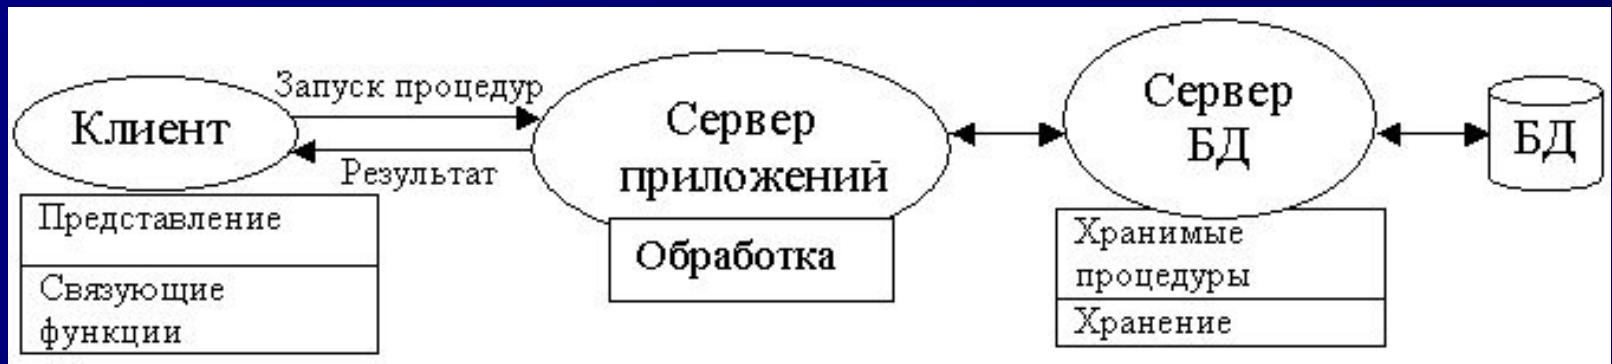 Клиент
Запуск процедур
Результат
Представление
Связующие
функции
Сервер
приложений
Обработка
Сервер
БД
Хранимые
процедуры
Хранение
БД